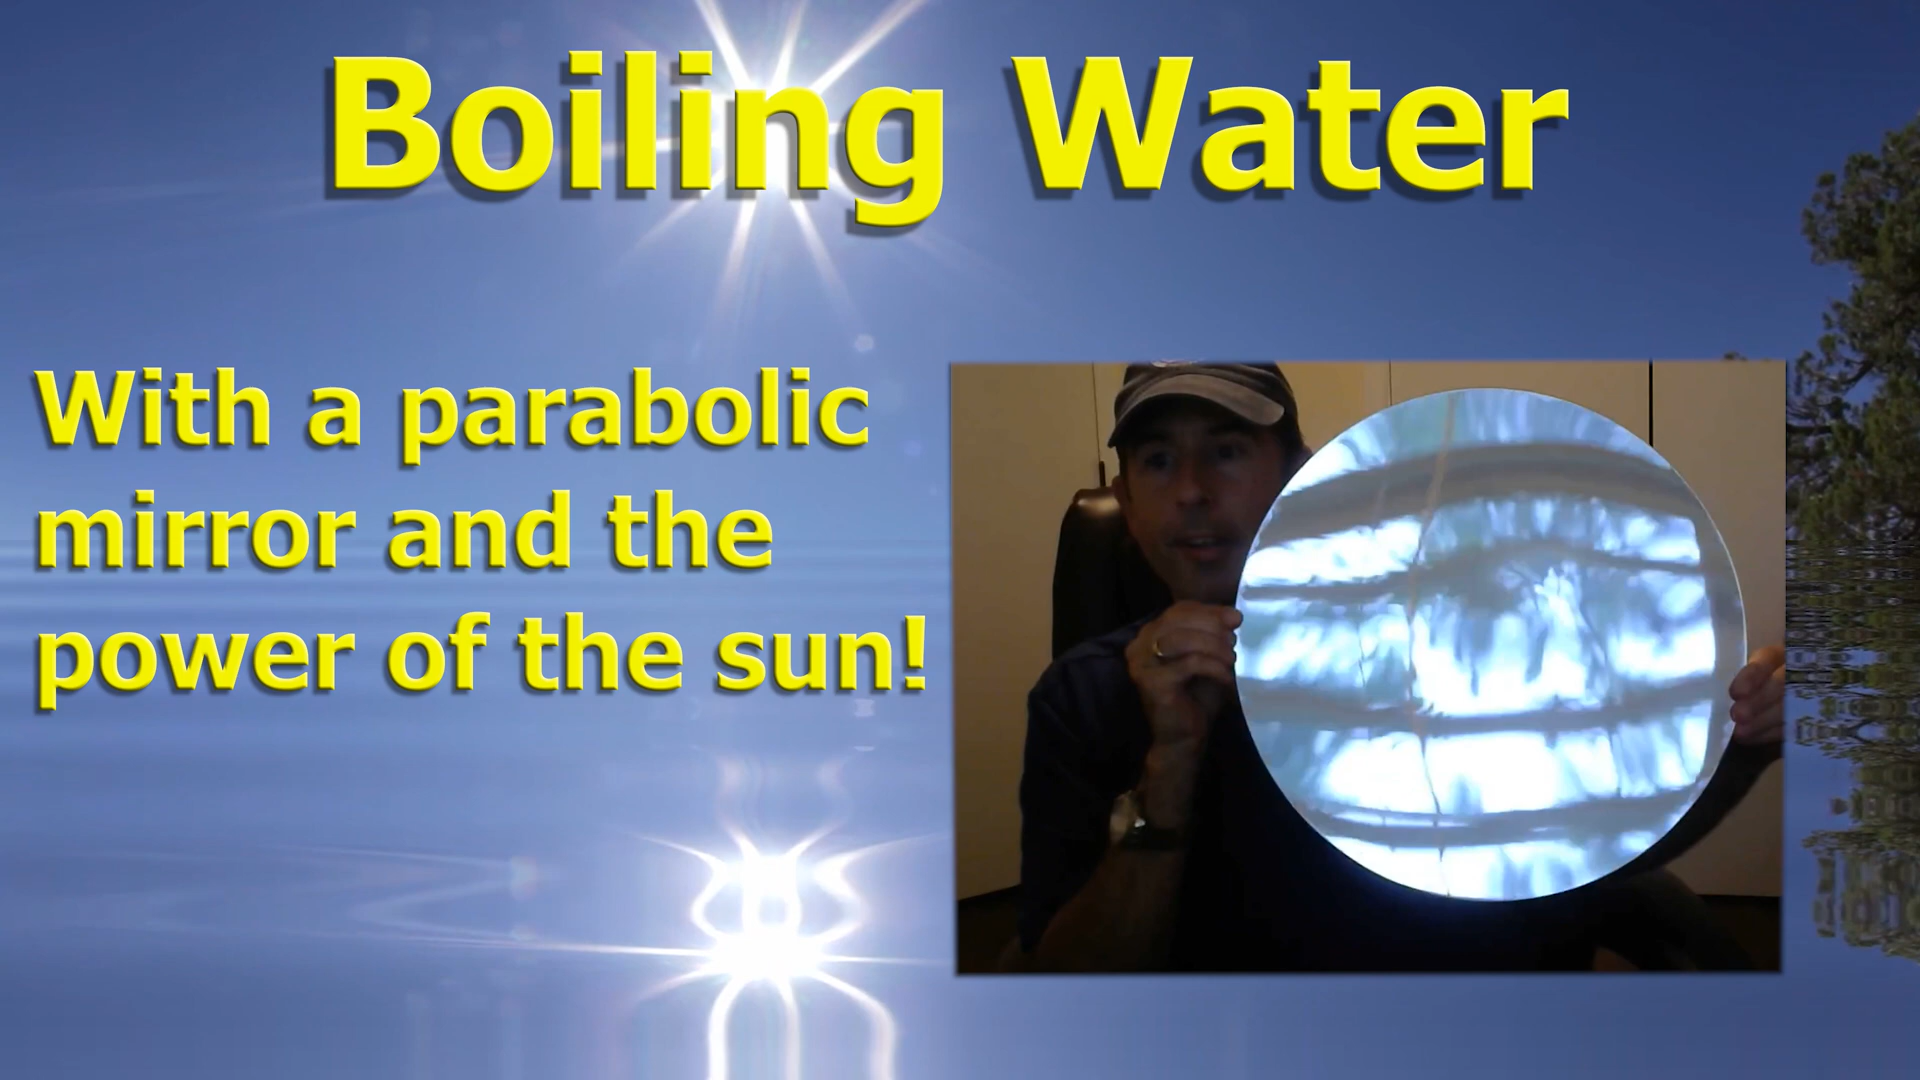 Boiling Water
With a parabolic
mirror and the
power of the sun!